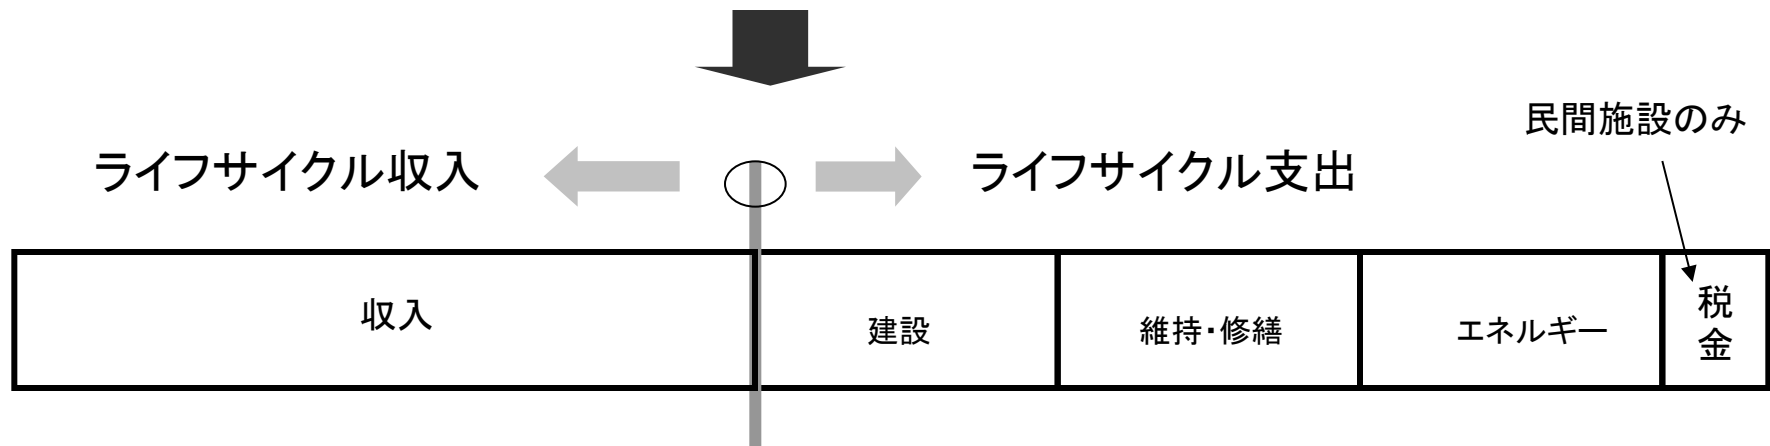 民間施設のみ
ライフサイクル収入
ライフサイクル支出
収入
建設
維持・修繕
エネルギー
税
金